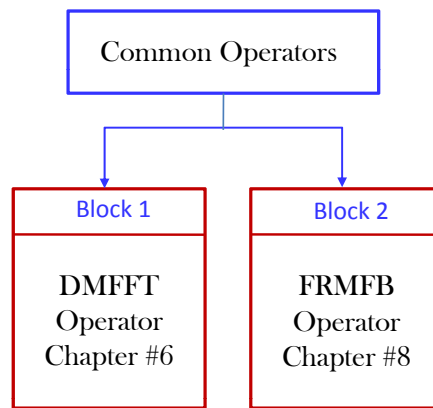 Common Operators
Block 1
DMFFT
Operator
Chapter #6
Block 2
FRMFB
Operator
Chapter #8